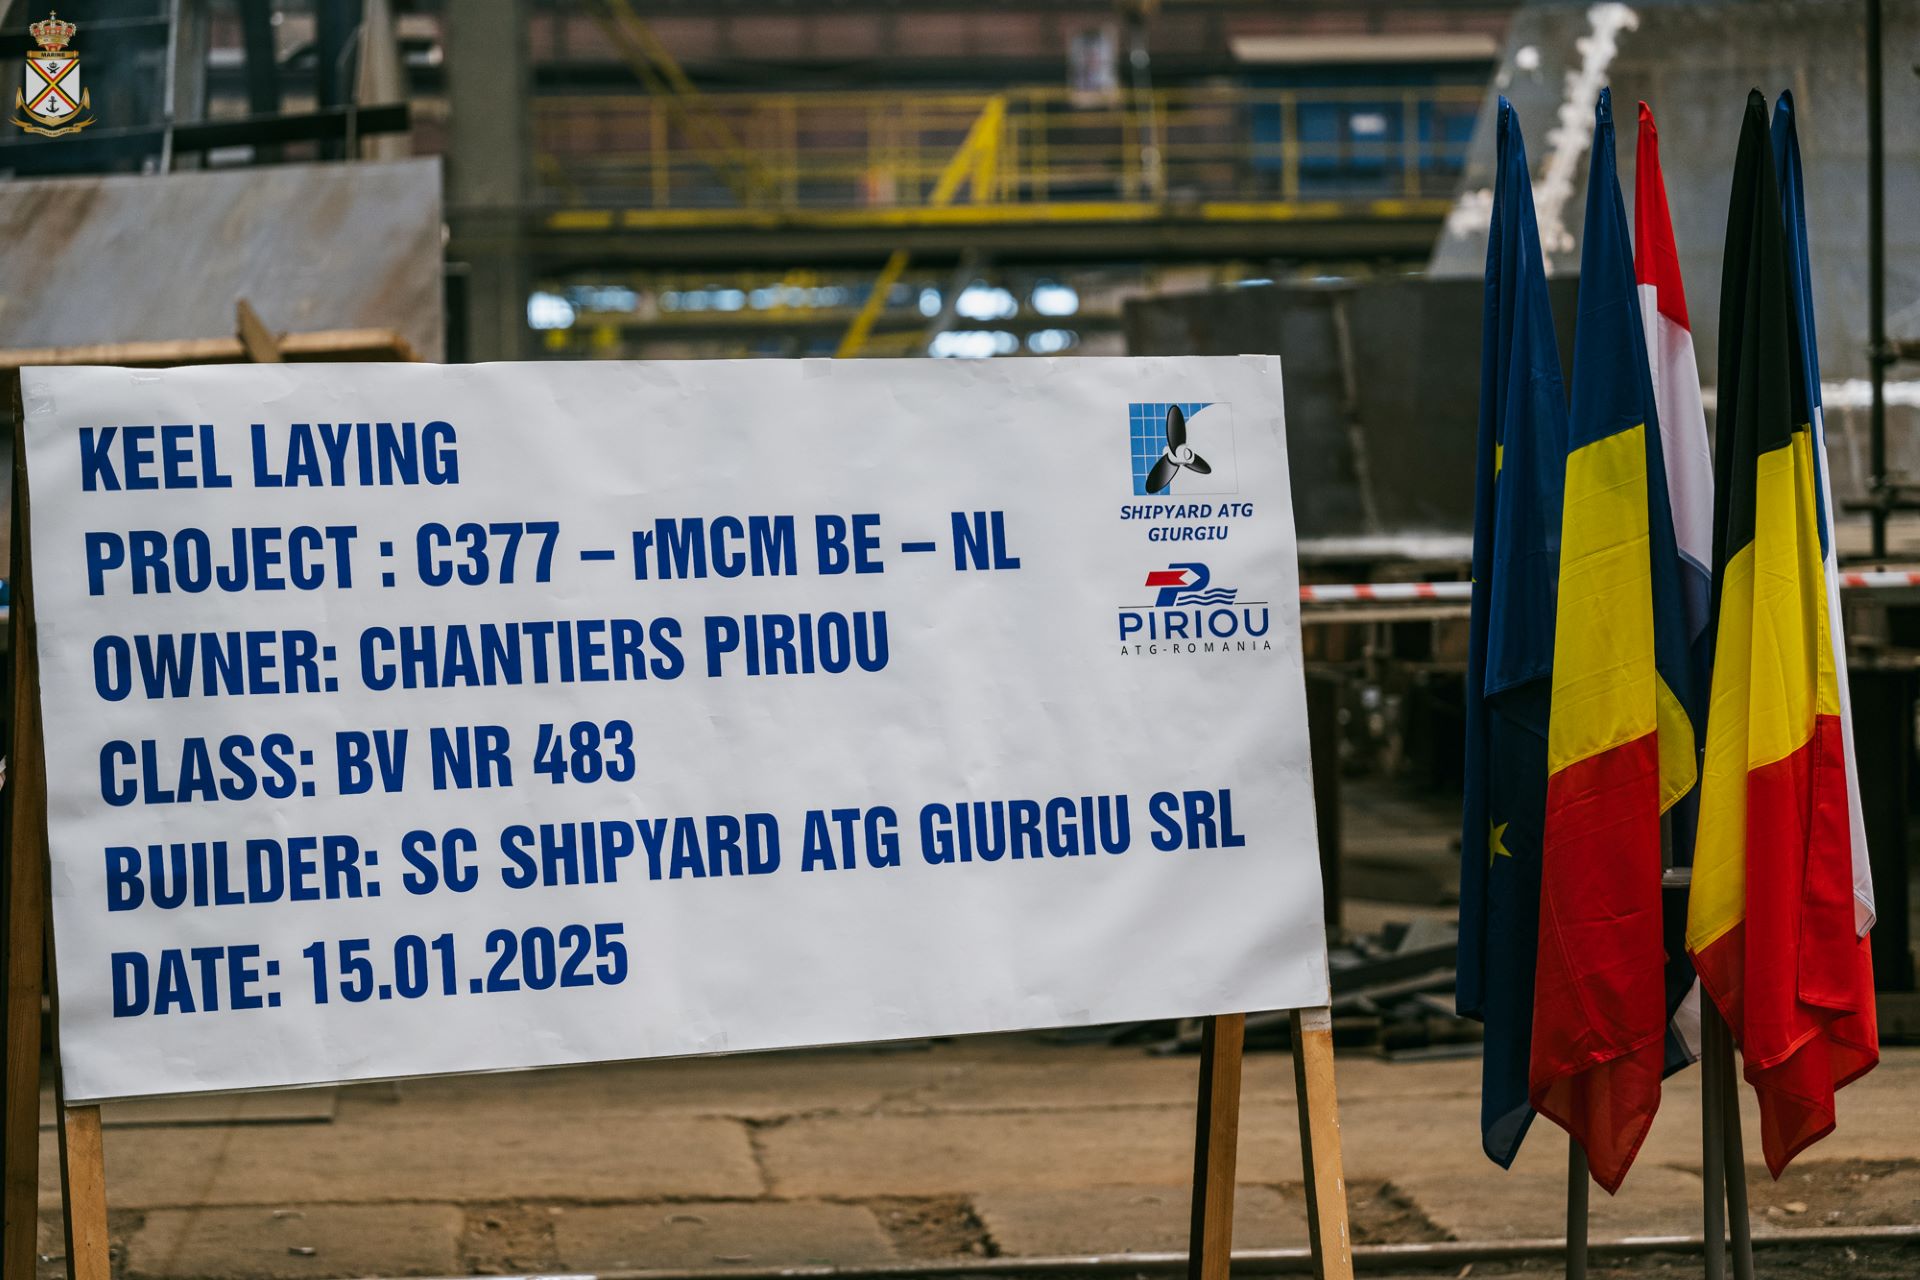 MARINE
KEEL LAYING
PROJECT : C377 – rMCM BE – NL
OWNER: CHANTIERS PIRIOU
CLASS: BV NR 483
BUILDER: SC SHIPYARD ATG GIURGIU SRL
DATE: 15.01.2025
SHIPYARD ATG
GIURGIU
PIRIOU
ATG-ROMANIA